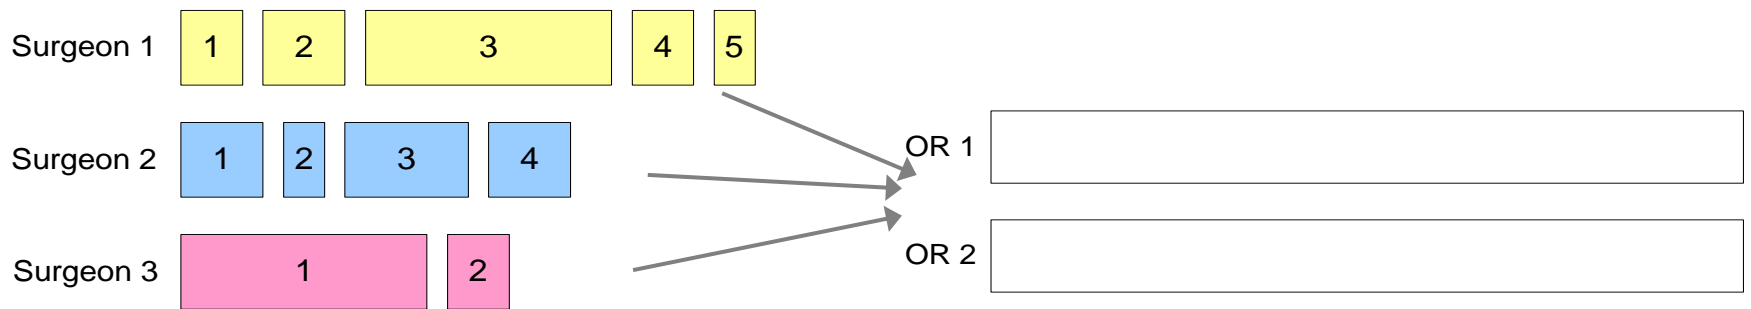 Surgeon 1 1 2 3 4 5
OR 1
Surgeon 2 1 2 3 4
OR 2
Surgeon 3 1 2